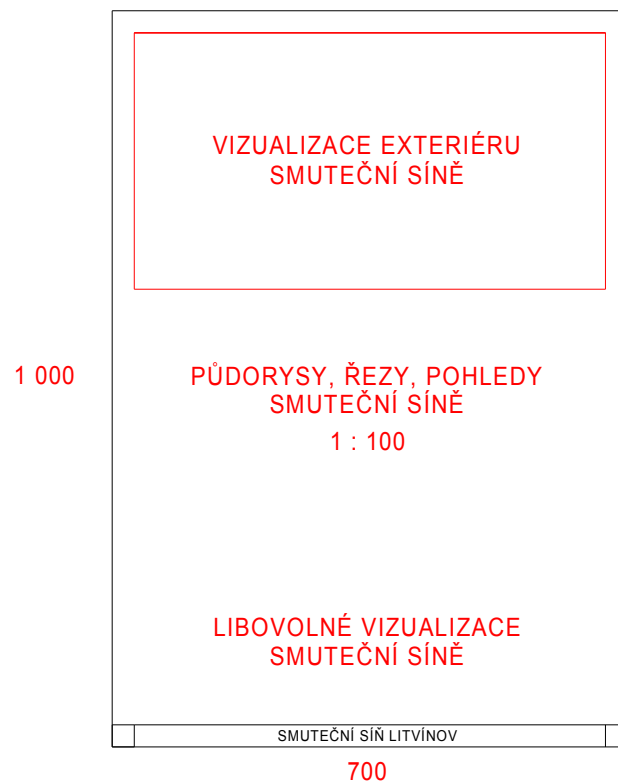 VIZUALIZACE EXTERIÉRU
SMUTEČNÍ SÍNĚ
1 000
PŮDORYSY, ŘEZY, POHLEDY
SMUTEČNÍ SÍNĚ
1 : 100
LIBOVOLNÉ VIZUALIZACE
SMUTEČNÍ SÍNĚ
SMUTEČNÍ SÍŇ LITVÍNOV
700